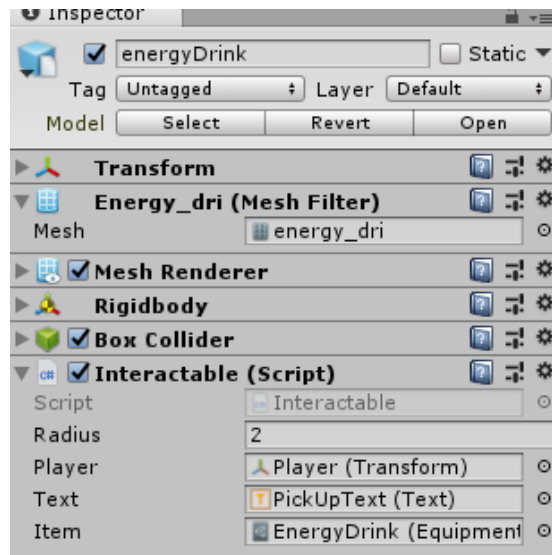 Inspector
energyDrink Static
Tag Untagged Layer Default
Model Select Revert Open
Transform
Energy_dri (Mesh Filter)
Mesh energy_dri
Mesh Renderer
Rigidbody
Box Collider
C# Interactable (Script)
Script Interactable
Radius 2
Player Player (Transform)
Text T PickUpText (Text)
Item EnergyDrink (Equipment